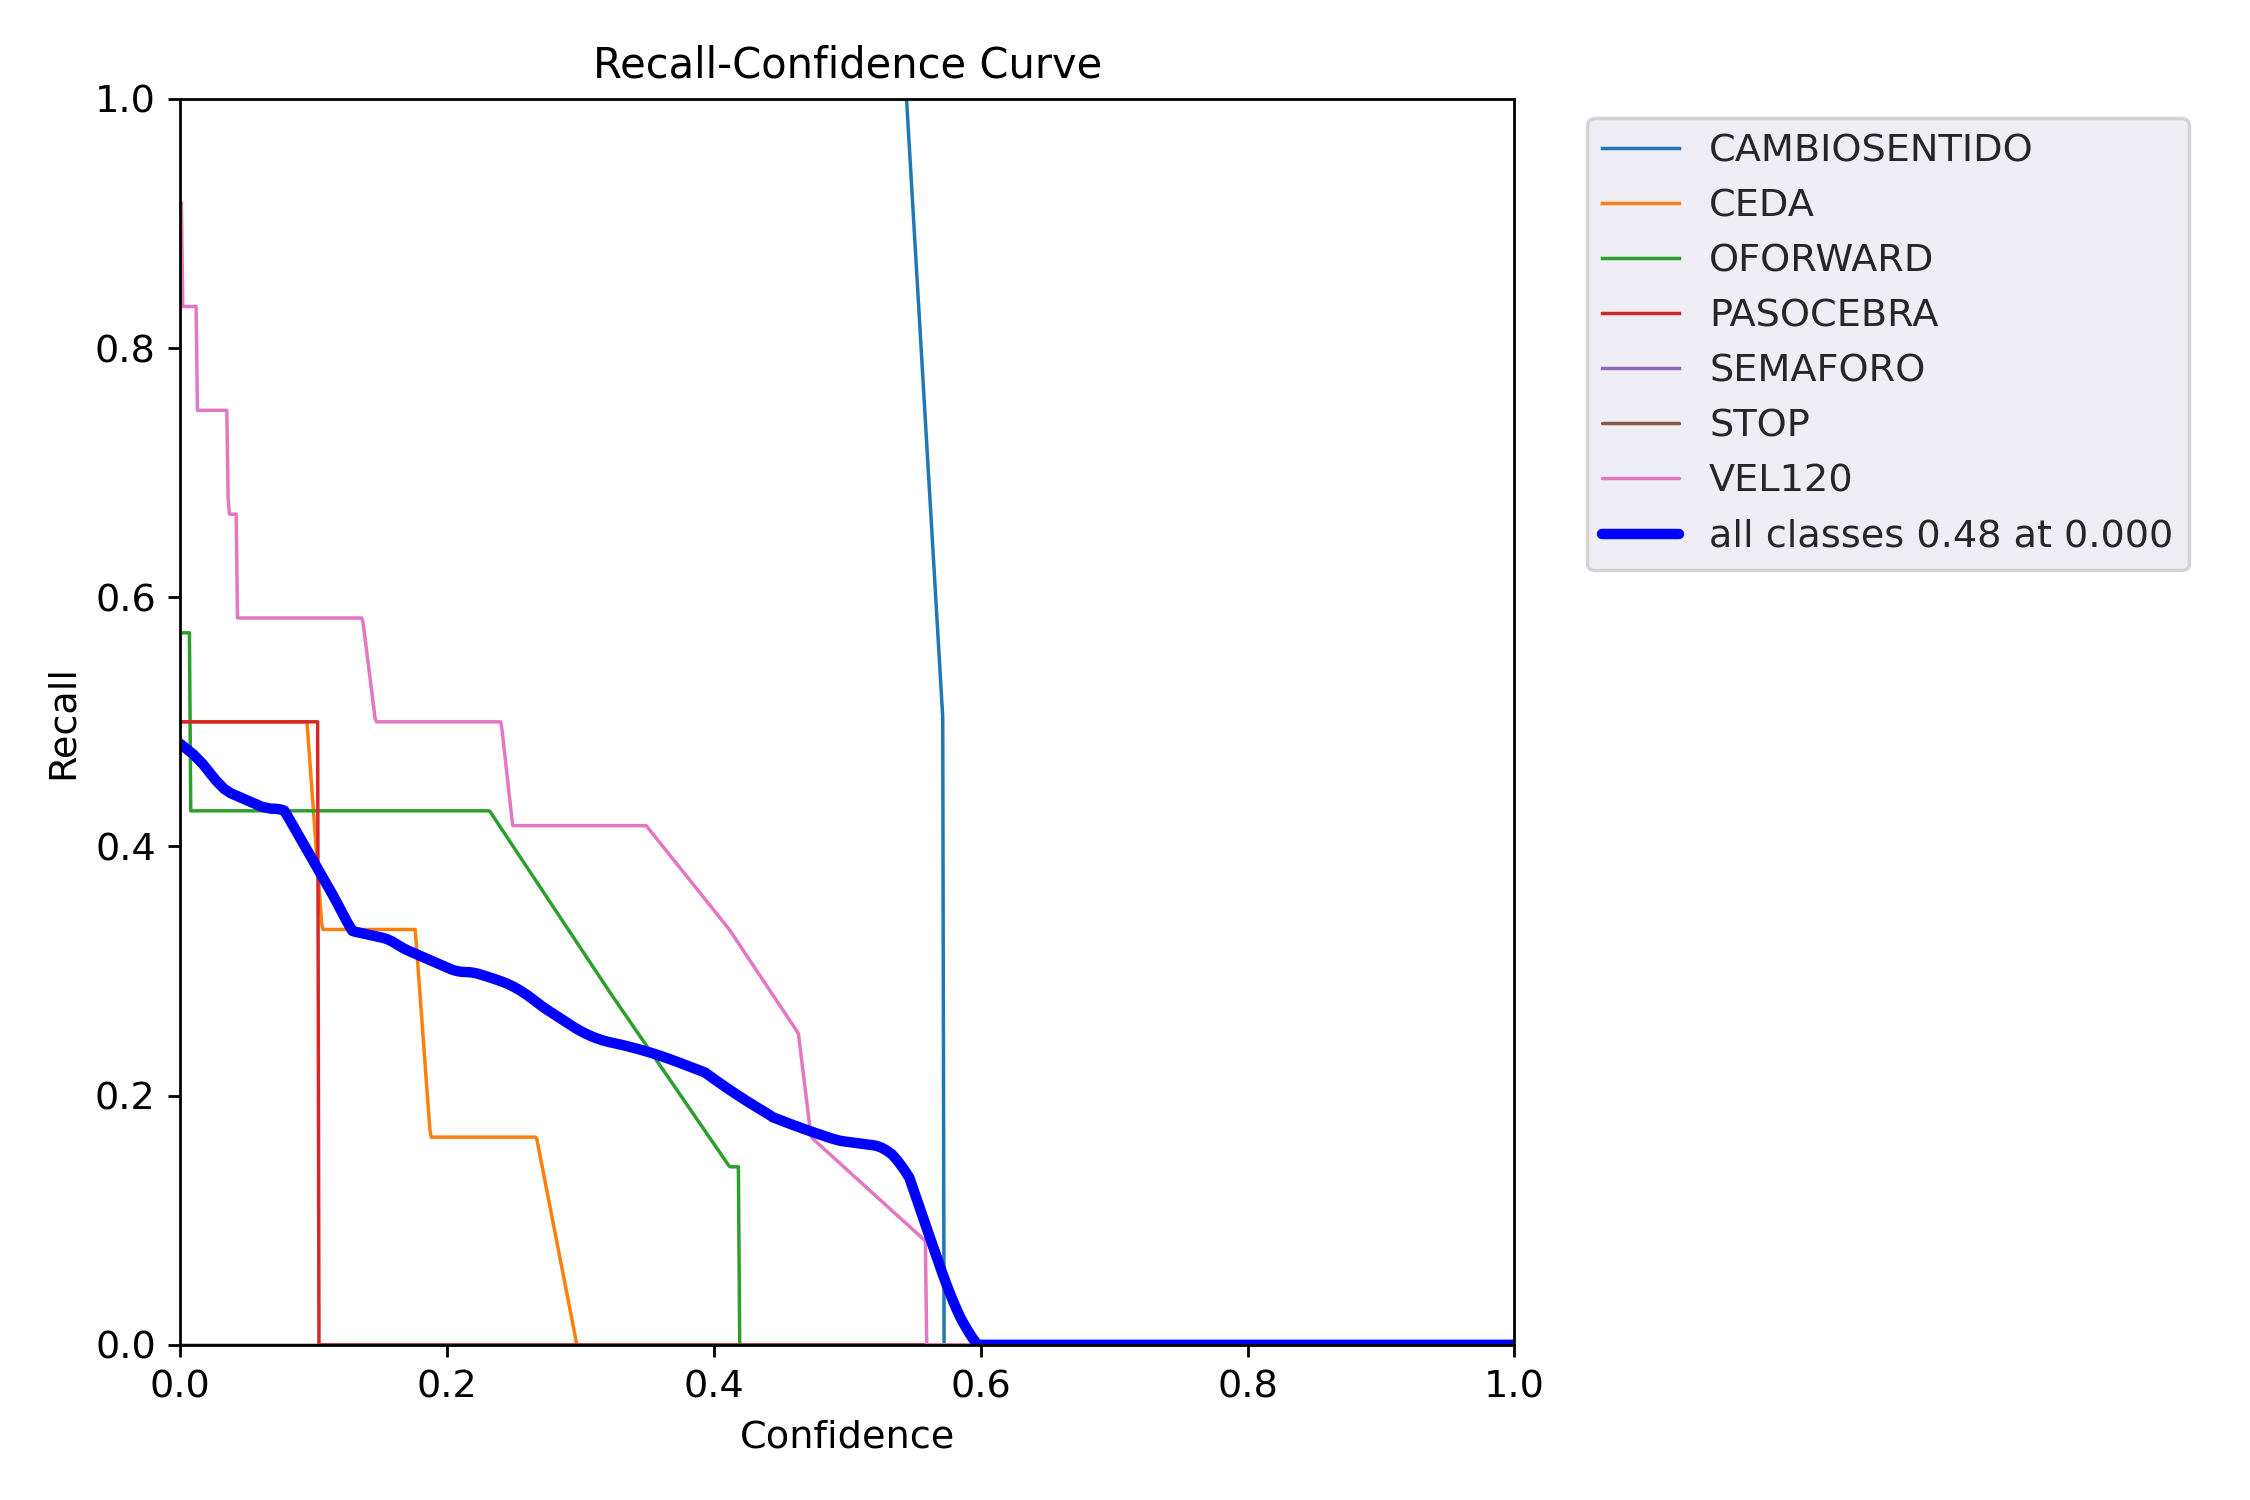 Recall-Confidence Curve
1.0
0.8
0.6
0.4
0.2
0.0
Recall
0.0 0.2 0.4 0.6 0.8 1.0
Confidence
CAMBIOSENTIDO
CEDA
OFORWARD
PASOCEBRA
SEMAFORO
STOP
VEL120
all classes 0.48 at 0.000